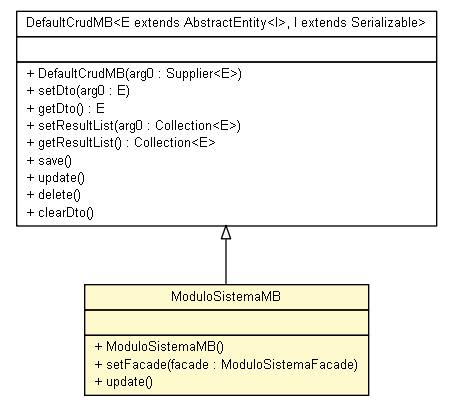 DefaultCrudMB<E extends AbstractEntity<I>, I extends Serializable>
+ DefaultCrudMB(arg0 : Supplier<E>)
+ setDto(arg0 : E)
+ getDto() : E
+ setResultList(arg0 : Collection<E>)
+ getResultList() : Collection<E>
+ save()
+ update()
+ delete()
+ clearDto()
ModuloSistemaMB
+ ModuloSistemaMB()
+ setFacade(facade : ModuloSistemaFacade)
+ update()